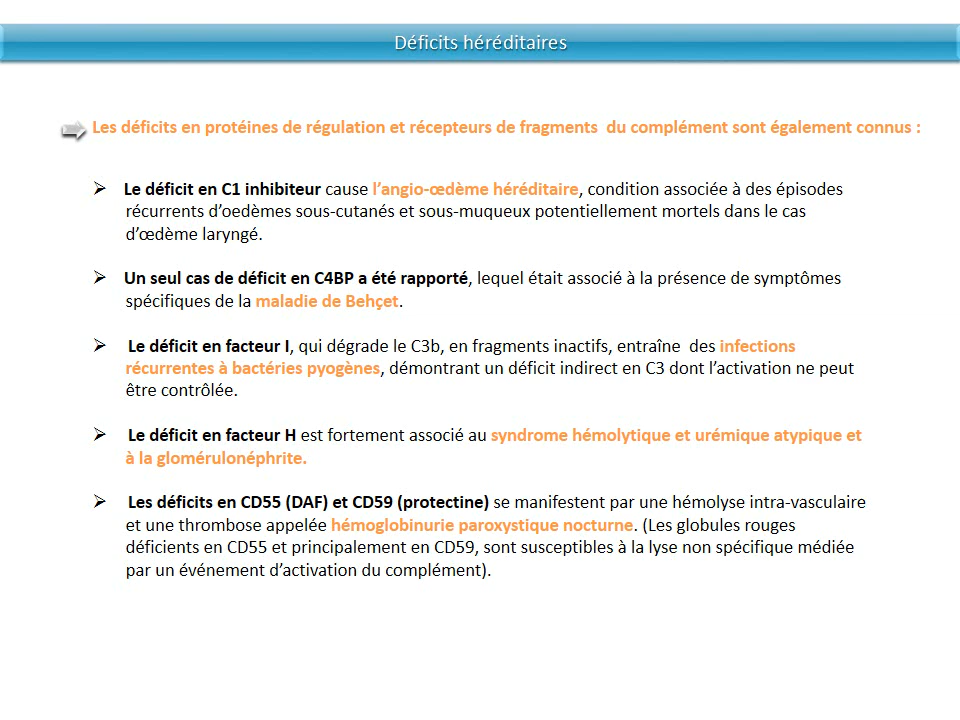 Déficits héréditaires
Les déficits en protéines de régulation et récepteurs de fragments du complément sont également connus :
➢ Le déficit en C1 inhibiteur cause l’angio-œdème héréditaire, condition associée à des épisodes
récurrents d’oedèmes sous-cutanés et sous-muqueux potentiellement mortels dans le cas
d’œdème laryngé.
➢ Un seul cas de déficit en C4BP a été rapporté, lequel était associé à la présence de symptômes
spécifiques de la maladie de Behçet.
➢ Le déficit en facteur I, qui dégrade le C3b, en fragments inactifs, entraîne des infections
récurrentes à bactéries pyogènes, démontrant un déficit indirect en C3 dont l’activation ne peut
être contrôlée.
➢ Le déficit en facteur H est fortement associé au syndrome hémolytique et urémique atypique et
à la glomérulonéphrite.
➢ Les déficits en CD55 (DAF) et CD59 (protectine) se manifestent par une hémolyse intra-vasculaire
et une thrombose appelée hémoglobinurie paroxystique nocturne. (Les globules rouges
déficients en CD55 et principalement en CD59, sont susceptibles à la lyse non spécifique médiée
par un événement d’activation du complément).